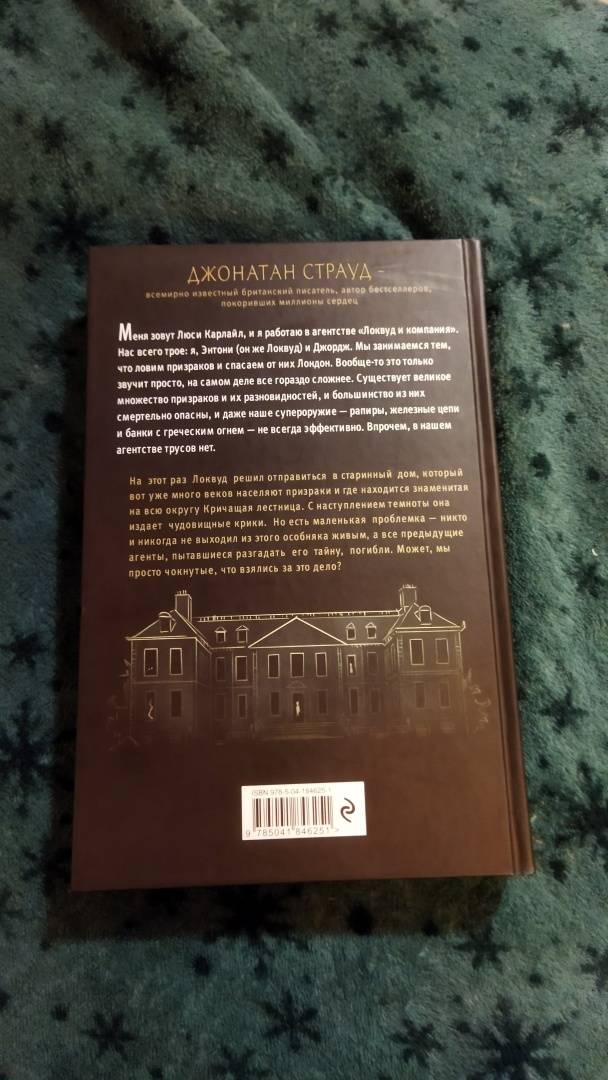 ДЖОНАТАН СТРАУД –
всемирно известный британский писатель, автор бестселлеров,
покоривших миллионы сердец
Меня зовут Люси Карлайл, и я работаю в агентстве «Локвуд и компания».
Нас всего трое: я, Энтони (он же Локвуд) и Джордж. Мы занимаемся тем,
что ловим призраков и спасаем от них Лондон. Вообще-то это только
звучит просто, на самом деле все гораздо сложнее. Существует великое
множество призраков и их разновидностей, и большинство из них
смертельно опасны, и даже наше супероружие — рапиры, железные цепи
и банки с греческим огнем — не всегда эффективно. Впрочем, в нашем
агентстве трусов нет.
На этот раз Локвуд решил отправиться в старинный дом, который
вот уже много веков населяют призраки и где находится знаменитая
на всю округу Кричащая лестница. С наступлением темноты она
издает чудовищные крики. Но есть маленькая проблемка — никто
и никогда не выходил из этого особняка живым, а все предыдущие
агенты, пытавшиеся разгадать его тайну, погибли. Может, мы
просто чокнутые, что взялись за это дело?
ISBN 978-5-04-184625-1
9 785041 846251 >